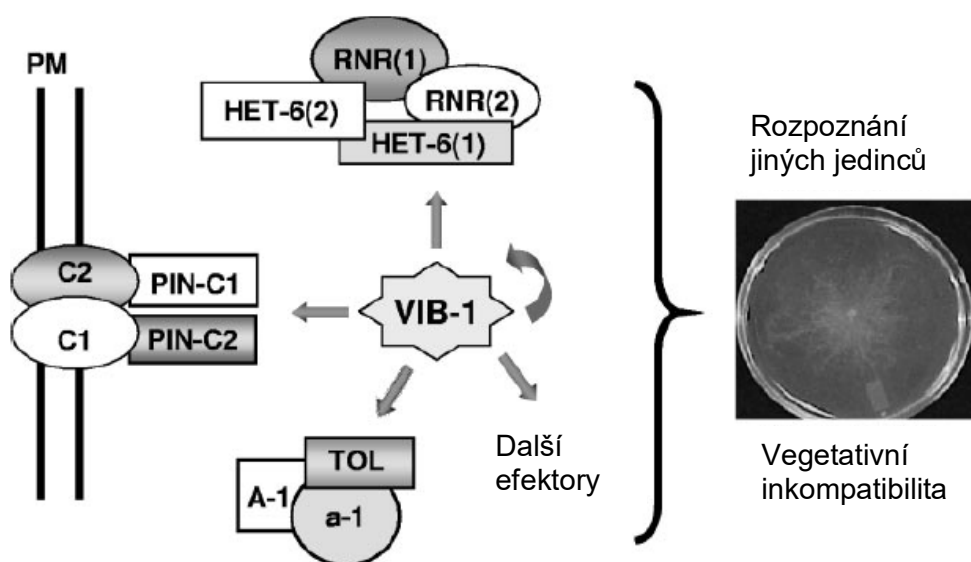 PM
RNR(1)
HET-6(2)
RNR(2)
HET-6(1)
C2
PIN-C1
C1
PIN-C2
VIB-1
TOL
A-1
a-1
Další
efektory
Rozpoznání
jiných jedinců
Vegetativní
inkompatibilita